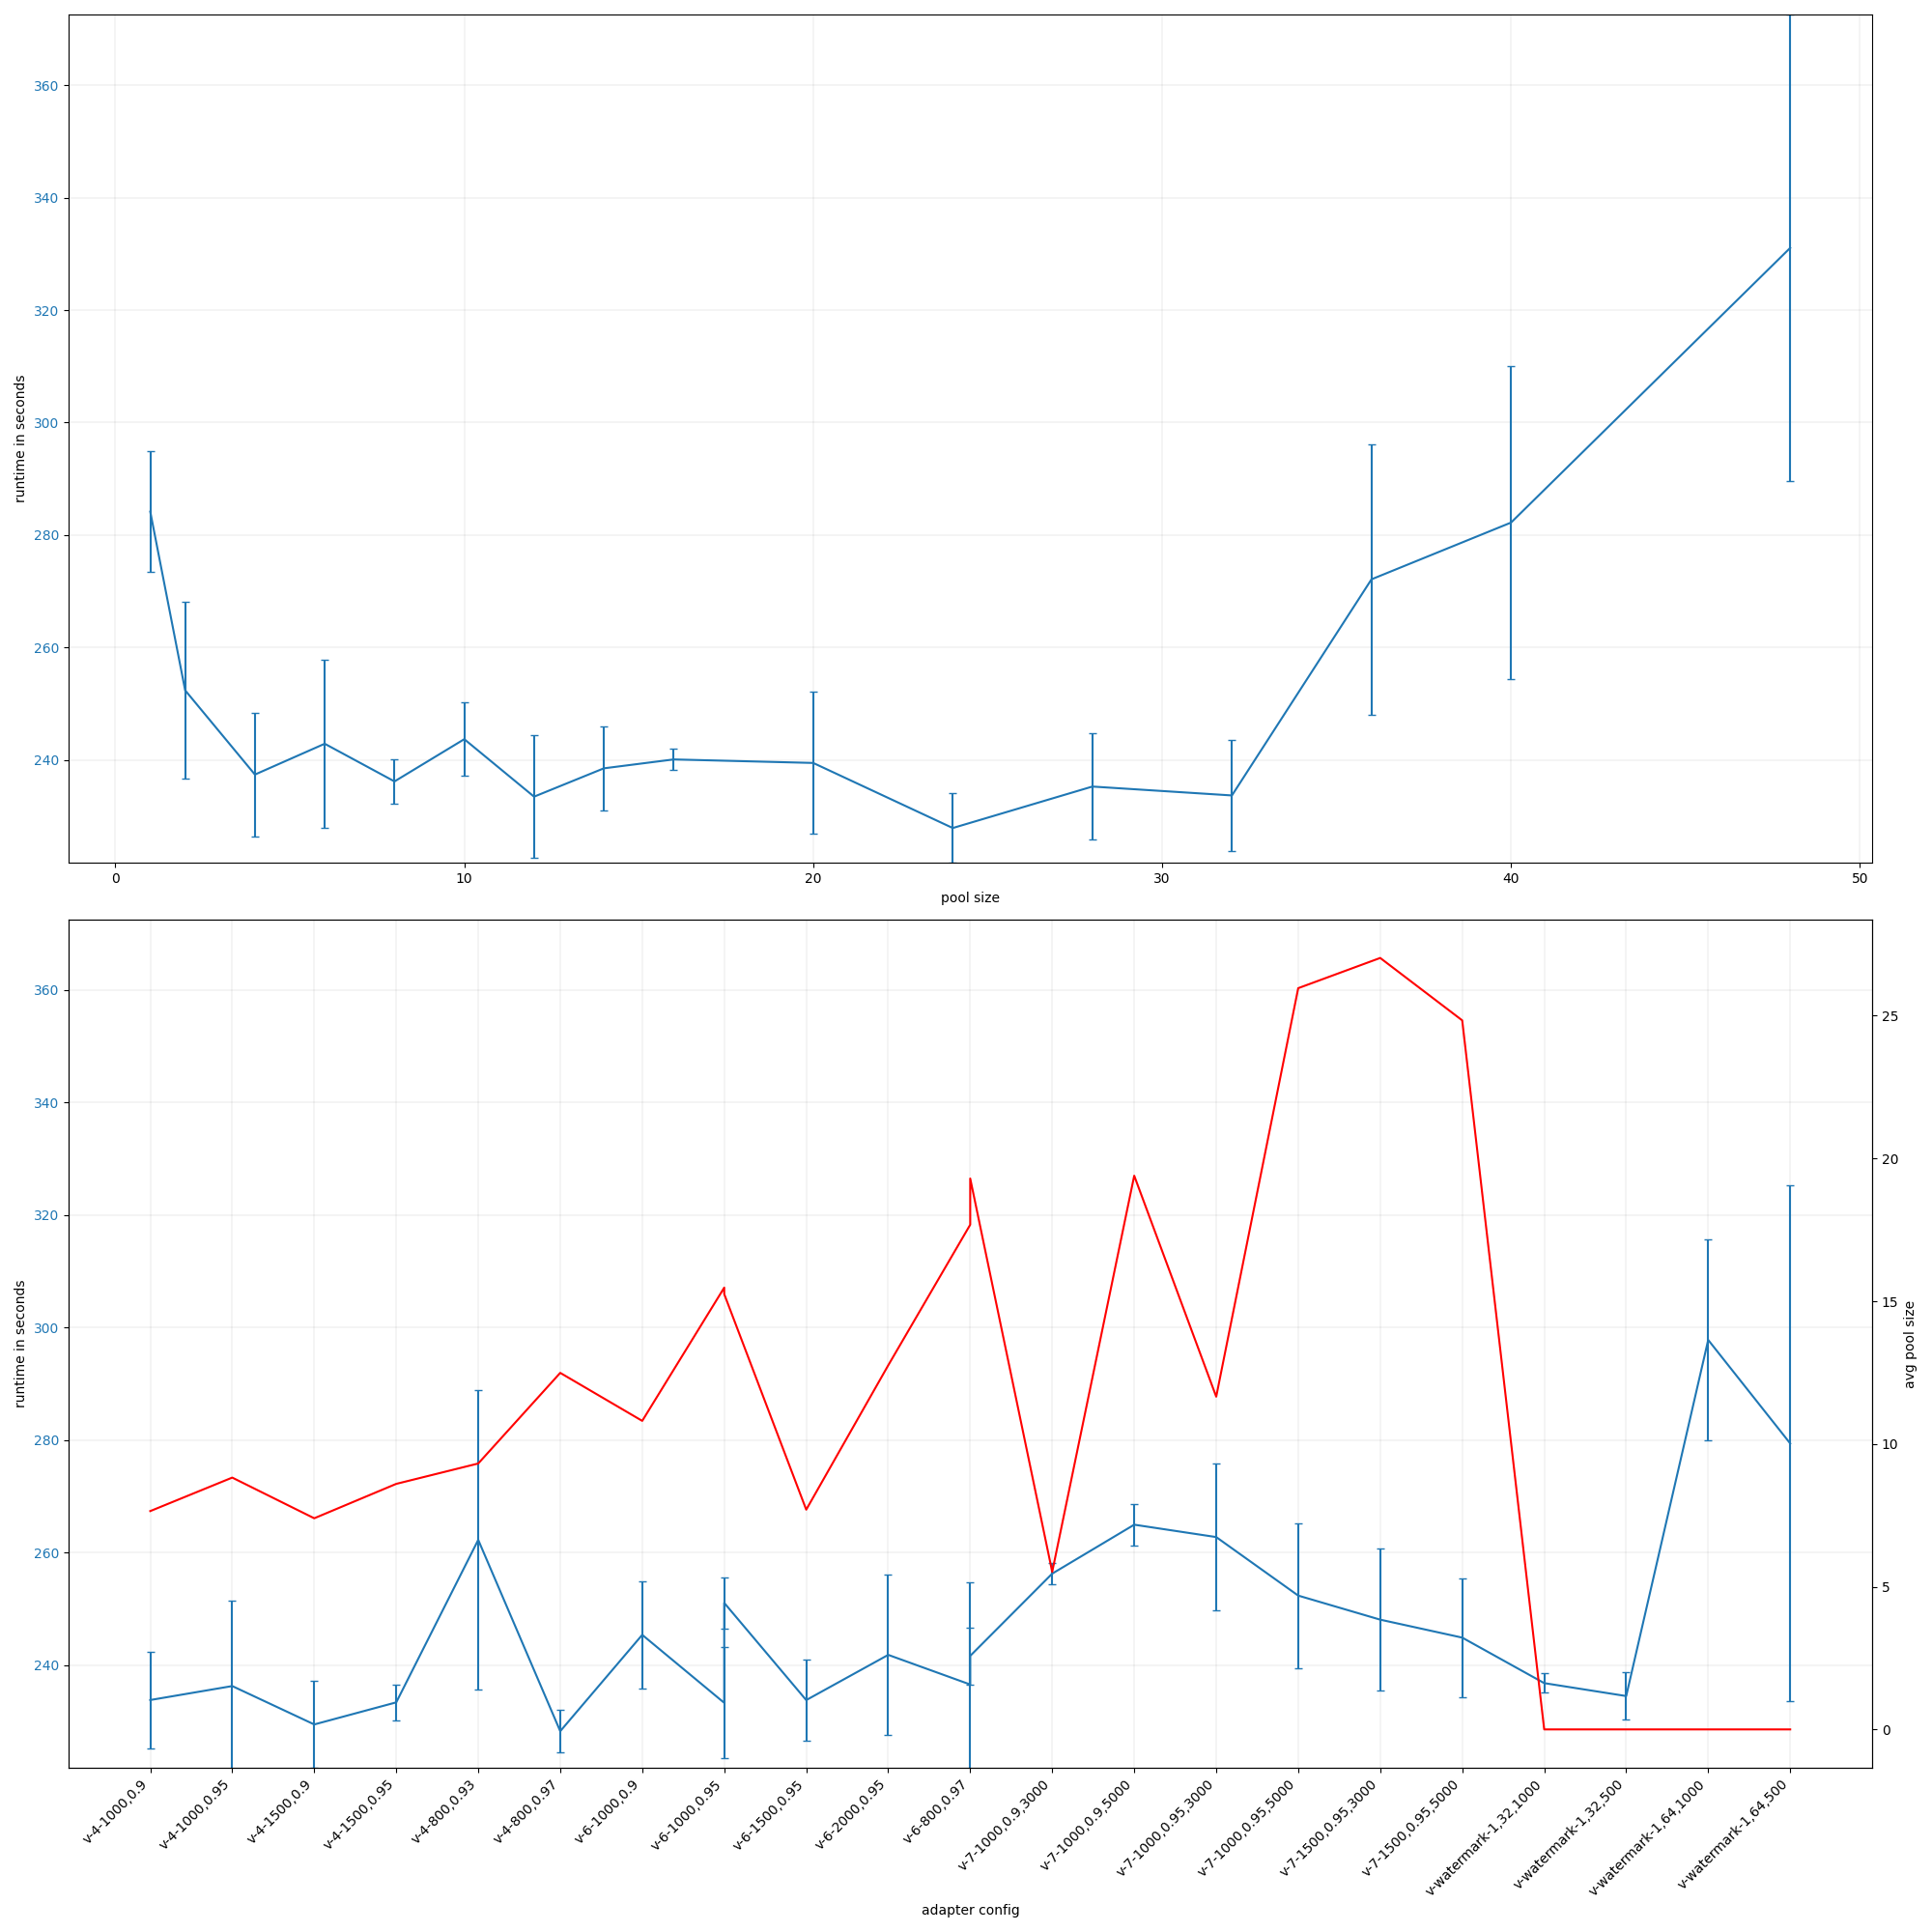 360
340
320
300
280
260
240
runtime in seconds
0 10 20 30 40 50
pool size
360
340
320
300
280
260
240
runtime in seconds
25
20
15
10
5
0
avg pool size
v-4-1000,0.9
v-4-1000,0.95
v-4-1500,0.9
v-4-1500,0.95
v-4-800,0.93
v-4-800,0.97
v-6-1000,0.9
v-6-1000,0.95
v-6-1500,0.95
v-6-2000,0.95
v-6-800,0.97
v-7-1000,0.9,3000
v-7-1000,0.9,5000
v-7-1000,0.95,3000
v-7-1000,0.95,5000
v-7-1500,0.95,3000
v-7-1500,0.95,5000
v-watermark-1,32,1000
v-watermark-1,32,500
v-watermark-1,64,1000
v-watermark-1,64,500
adapter config